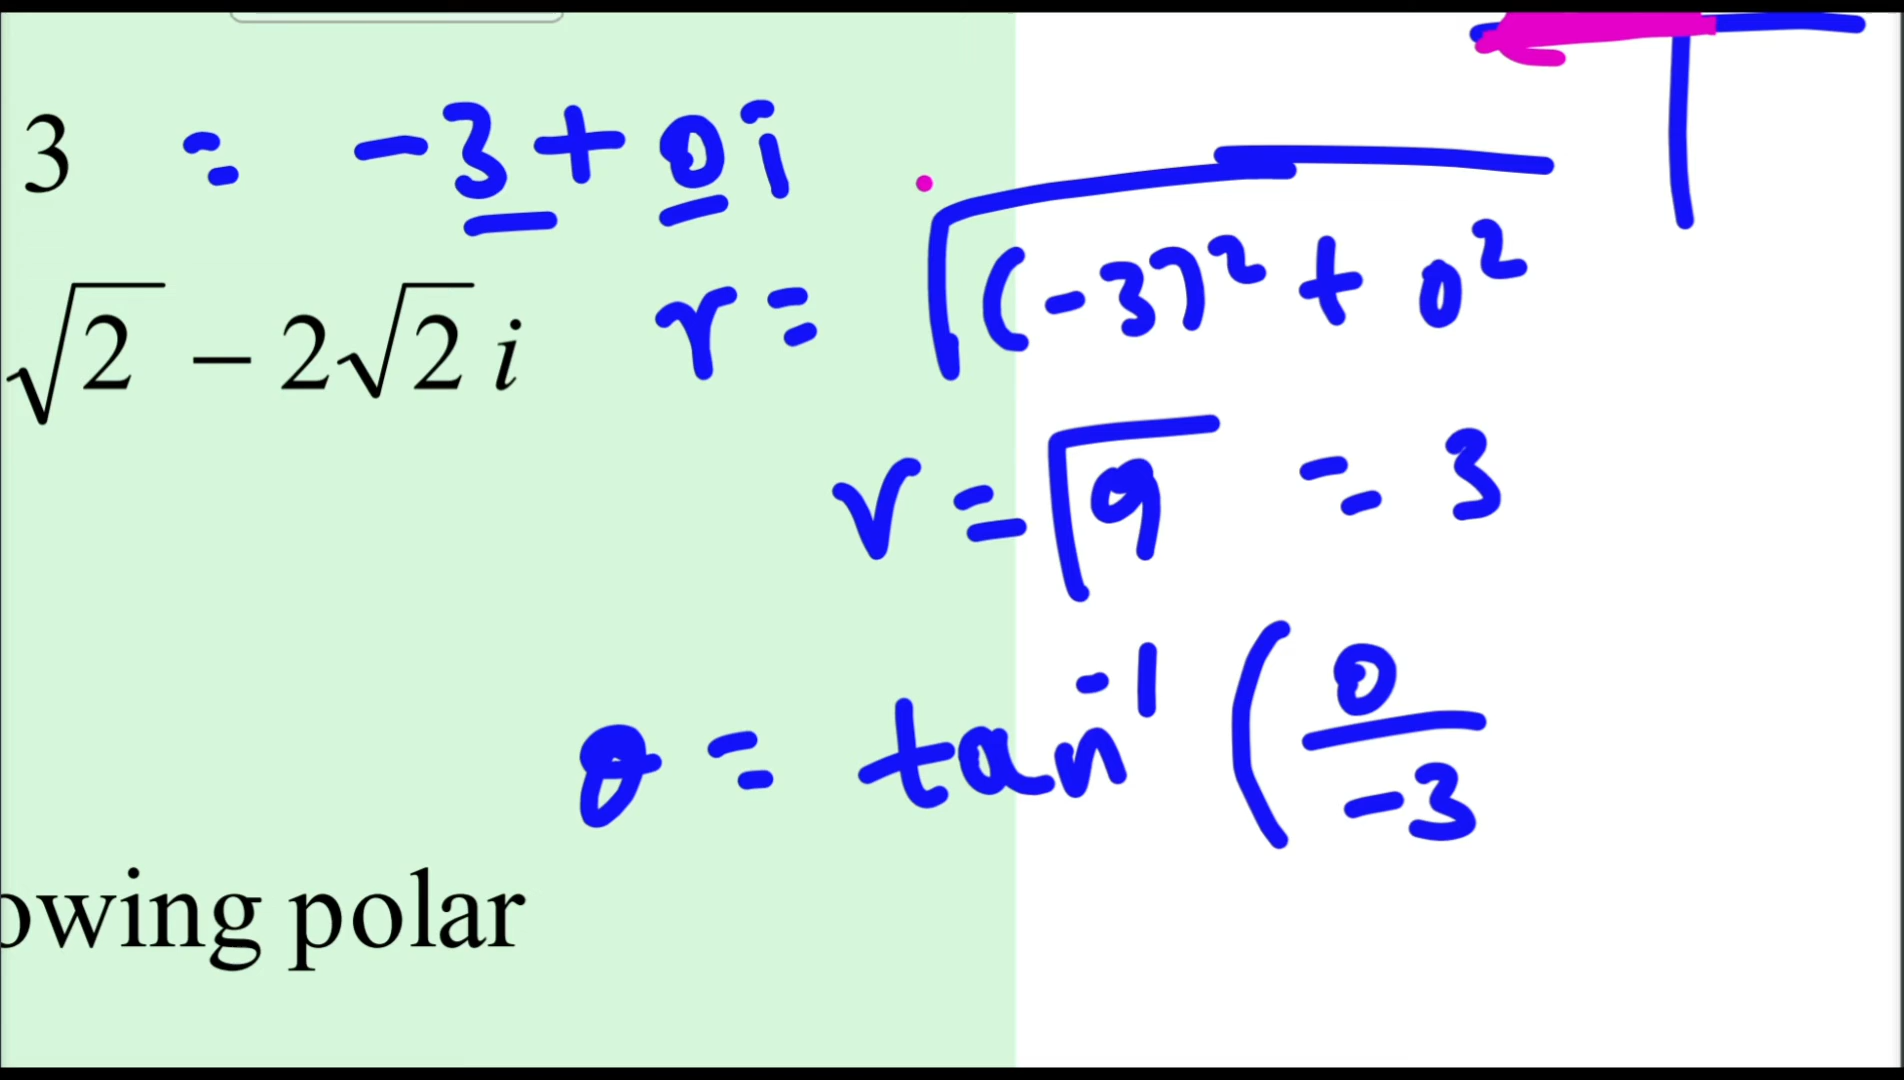 3 = -3 + 0i
√2 − 2√2 i
r = √(-3)² + 0²
r = √9 = 3
θ = tan⁻¹ (0/-3
owing polar